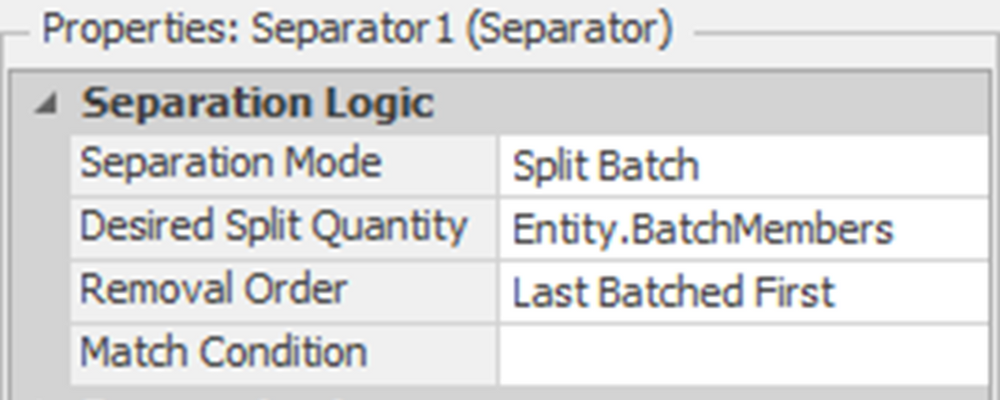 Properties: Separator1 (Separator)
Separation Logic
Separation Mode Split Batch
Desired Split Quantity Entity.BatchMembers
Removal Order Last Batched First
Match Condition